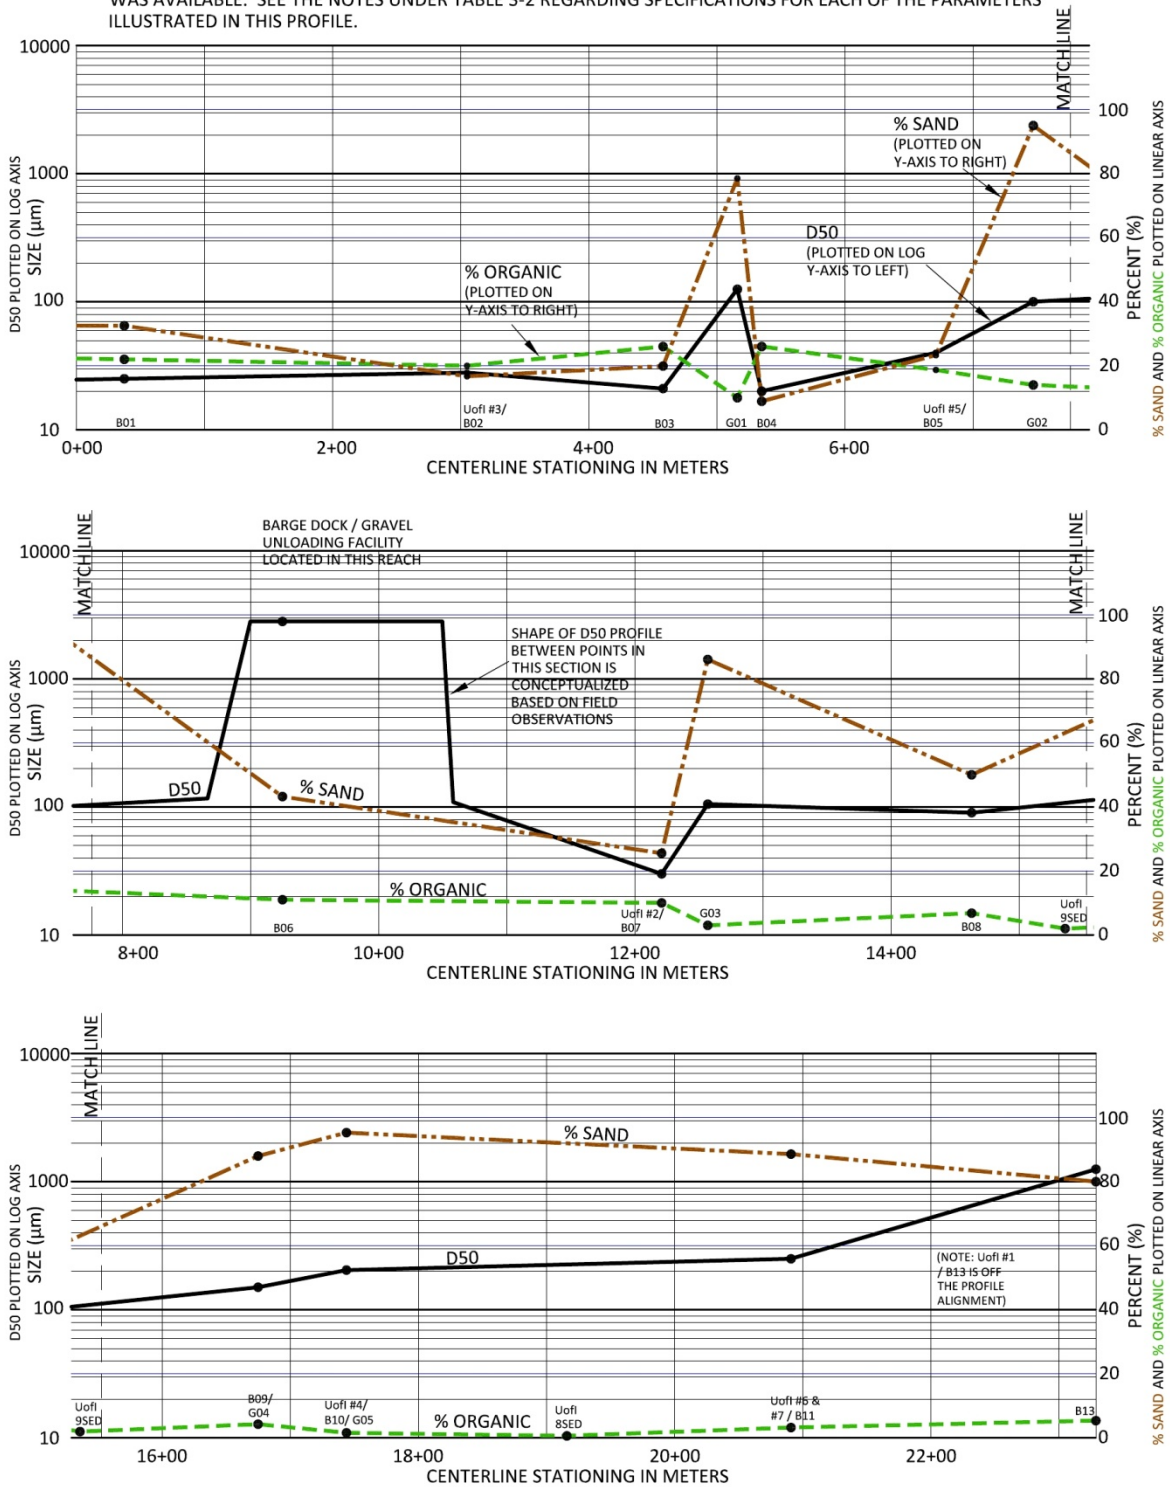 WAS AVAILABLE. SEE THE NOTES UNDER TABLE 3-2 REGARDING SPECIFICATIONS FOR EACH OF THE PARAMETERS
ILLUSTRATED IN THIS PROFILE.
MATCH LINE
10000
1000
100
10
D50 PLOTTED ON LOG AXIS
SIZE (µm)
% ORGANIC
(PLOTTED ON
Y-AXIS TO RIGHT)
% SAND
(PLOTTED ON
Y-AXIS TO RIGHT)
D50
(PLOTTED ON LOG
Y-AXIS TO LEFT)
100
80
60
40
20
0
PERCENT (%)
% SAND AND % ORGANIC PLOTTED ON LINEAR AXIS
B01
UofI #3/
B02
B03
G01
B04
UofI #5/
B05
G02
0+00
2+00
4+00
6+00
CENTERLINE STATIONING IN METERS
MATCH LINE
BARGE DOCK / GRAVEL
UNLOADING FACILITY
LOCATED IN THIS REACH
MATCH LINE
10000
1000
100
10
D50 PLOTTED ON LOG AXIS
SIZE (µm)
SHAPE OF D50 PROFILE
BETWEEN POINTS IN
THIS SECTION IS
CONCEPTUALIZED
BASED ON FIELD
OBSERVATIONS
D50
% SAND
% ORGANIC
100
80
60
40
20
0
PERCENT (%)
% SAND AND % ORGANIC PLOTTED ON LINEAR AXIS
B06
UofI #2/
B07
G03
B08
UofI
9SED
8+00
10+00
12+00
14+00
CENTERLINE STATIONING IN METERS
MATCH LINE
10000
1000
100
10
D50 PLOTTED ON LOG AXIS
SIZE (µm)
% SAND
D50
(NOTE: UofI #1
/ B13 IS OFF
THE PROFILE
ALIGNMENT)
% ORGANIC
100
80
60
40
20
0
PERCENT (%)
% SAND AND % ORGANIC PLOTTED ON LINEAR AXIS
UofI
9SED
B09/
G04
UofI #4/
B10/ G05
UofI
8SED
UofI #6 &
#7 / B11
B13
16+00
18+00
20+00
22+00
CENTERLINE STATIONING IN METERS